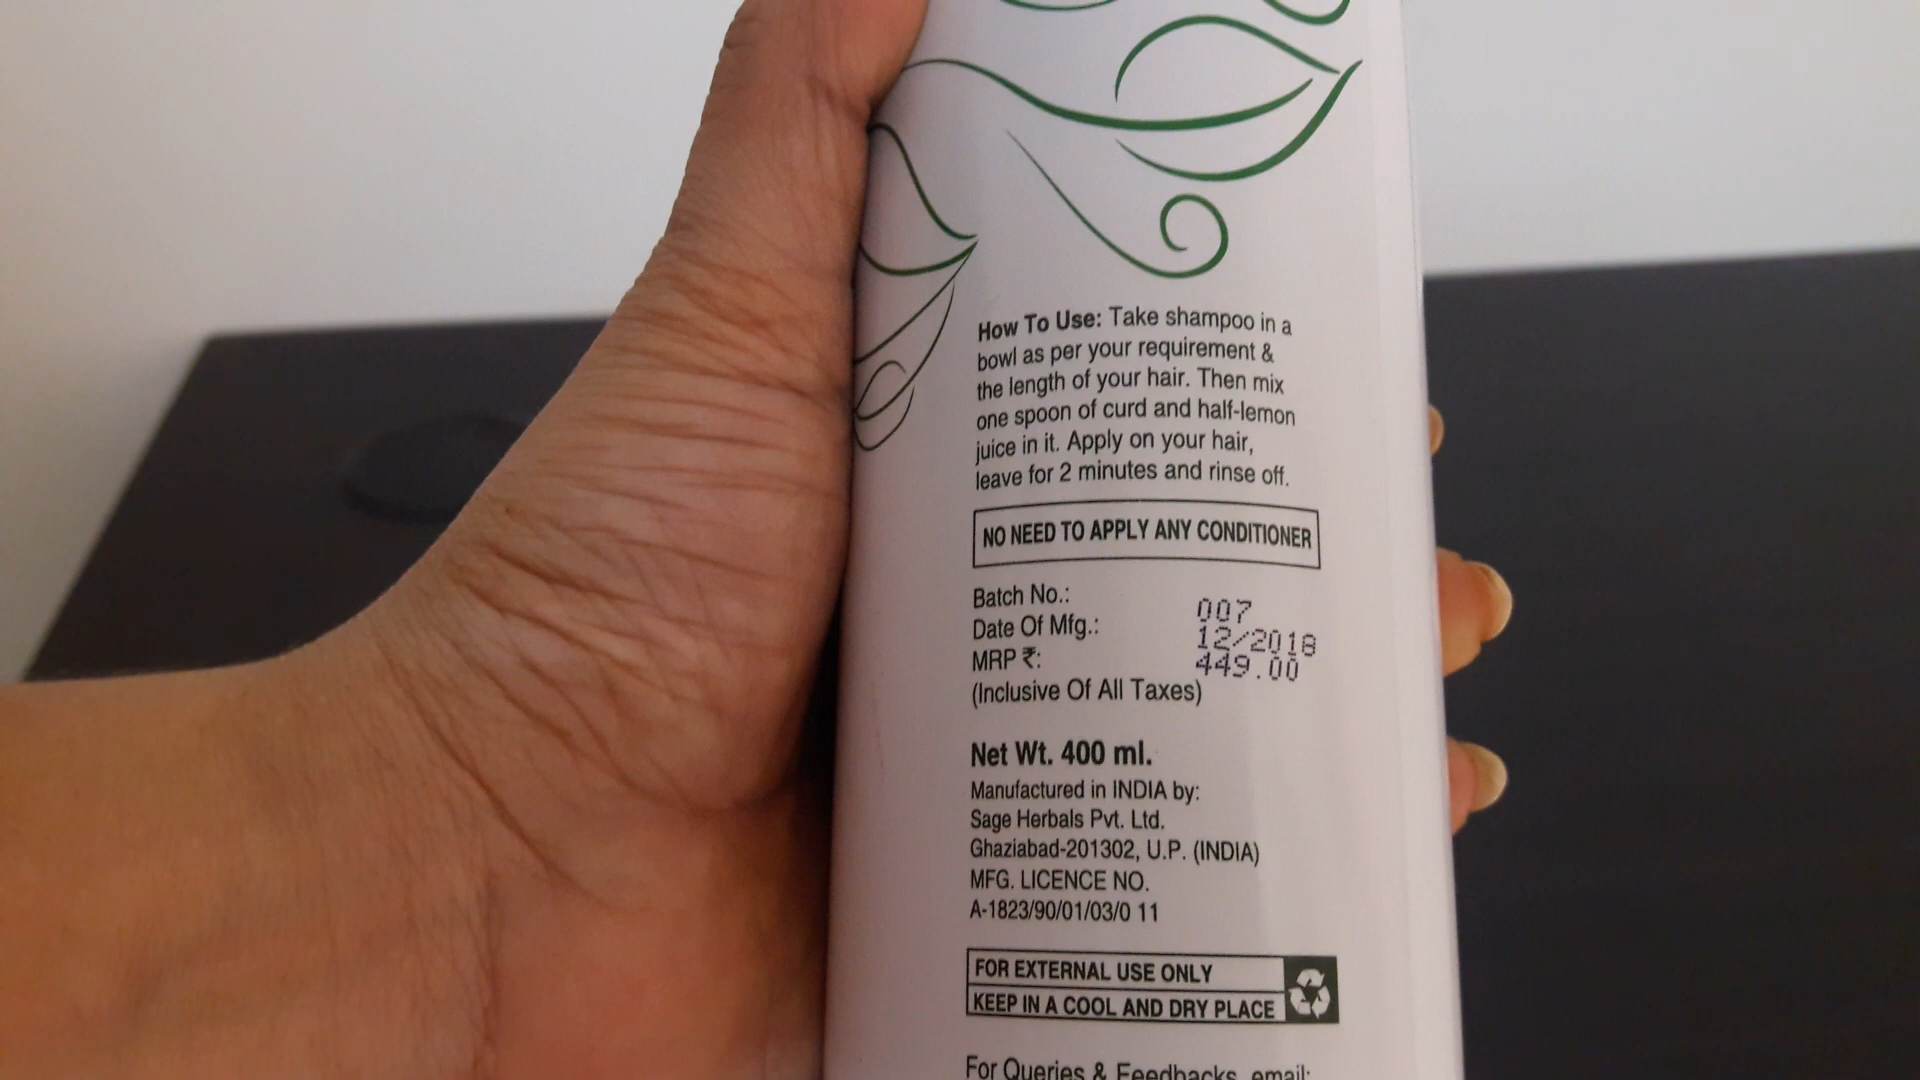 How To Use: Take shampoo in a
bowl as per your requirement &
the length of your hair. Then mix
one spoon of curd and half-lemon
juice in it. Apply on your hair,
leave for 2 minutes and rinse off.
NO NEED TO APPLY ANY CONDITIONER
Batch No.: 007
Date Of Mfg.: 12/2018
MRP ₹: 449.00
(Inclusive Of All Taxes)
Net Wt. 400 ml.
Manufactured in INDIA by:
Sage Herbals Pvt. Ltd.
Ghaziabad-201302, U.P. (INDIA)
MFG. LICENCE NO.
A-1823/90/01/03/0 11
FOR EXTERNAL USE ONLY
KEEP IN A COOL AND DRY PLACE
For Queries & Feedbacks, email: